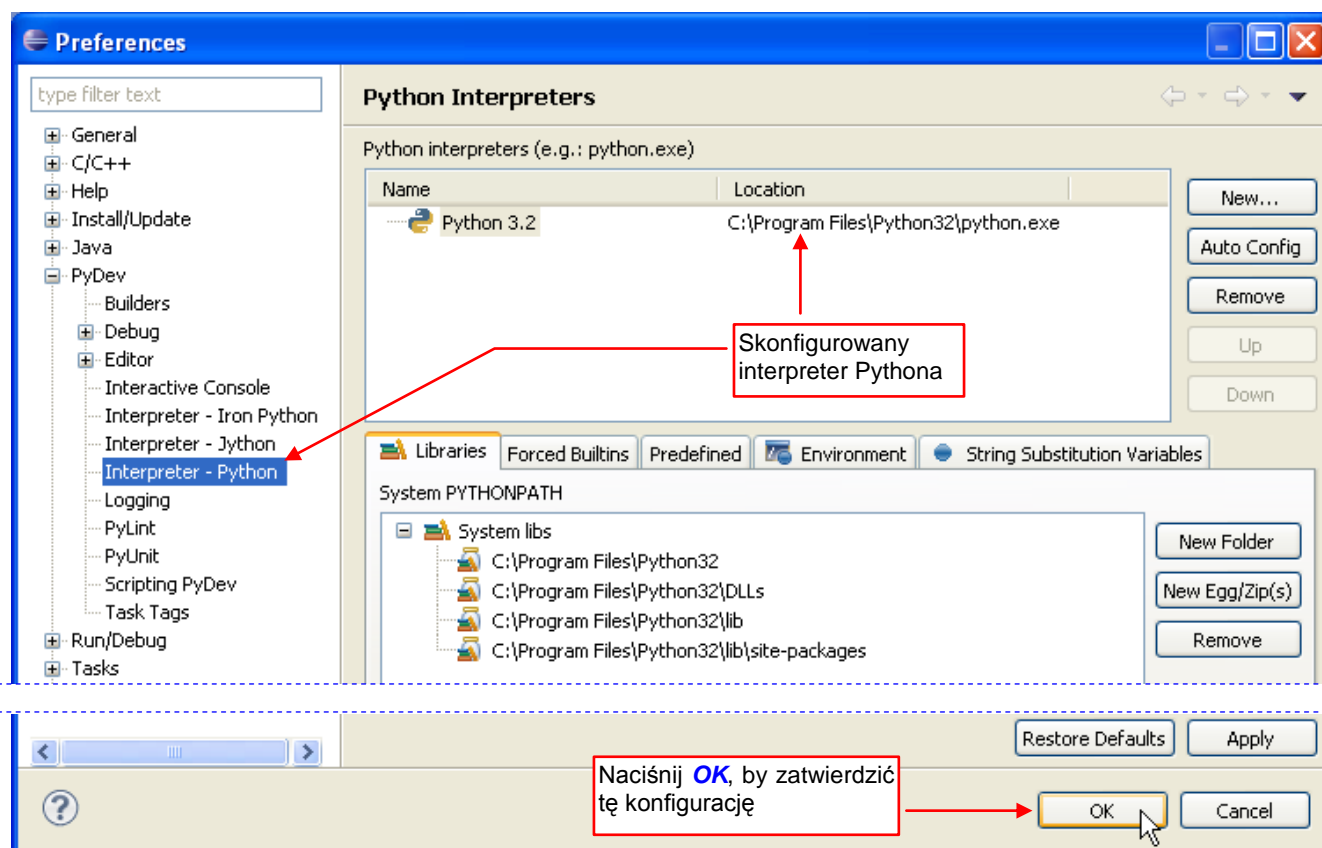 Preferences
type filter text
General
C/C++
Help
Install/Update
Java
PyDev
Builders
Debug
Editor
Interactive Console
Interpreter - Iron Python
Interpreter - Jython
Interpreter - Python
Logging
PyLint
PyUnit
Scripting PyDev
Task Tags
Run/Debug
Tasks
Python Interpreters
Python interpreters (e.g.: python.exe)
Name Location
Python 3.2 C:\Program Files\Python32\python.exe
New...
Auto Config
Remove
Up
Down
Skonfigurowany
interpreter Pythona
Libraries Forced Builtins Predefined Environment String Substitution Variables
System PYTHONPATH
System libs
C:\Program Files\Python32
C:\Program Files\Python32\DLLs
C:\Program Files\Python32\lib
C:\Program Files\Python32\lib\site-packages
New Folder
New Egg/Zip(s)
Remove
Restore Defaults Apply
Naciśnij OK, by zatwierdzić
tę konfigurację
OK Cancel